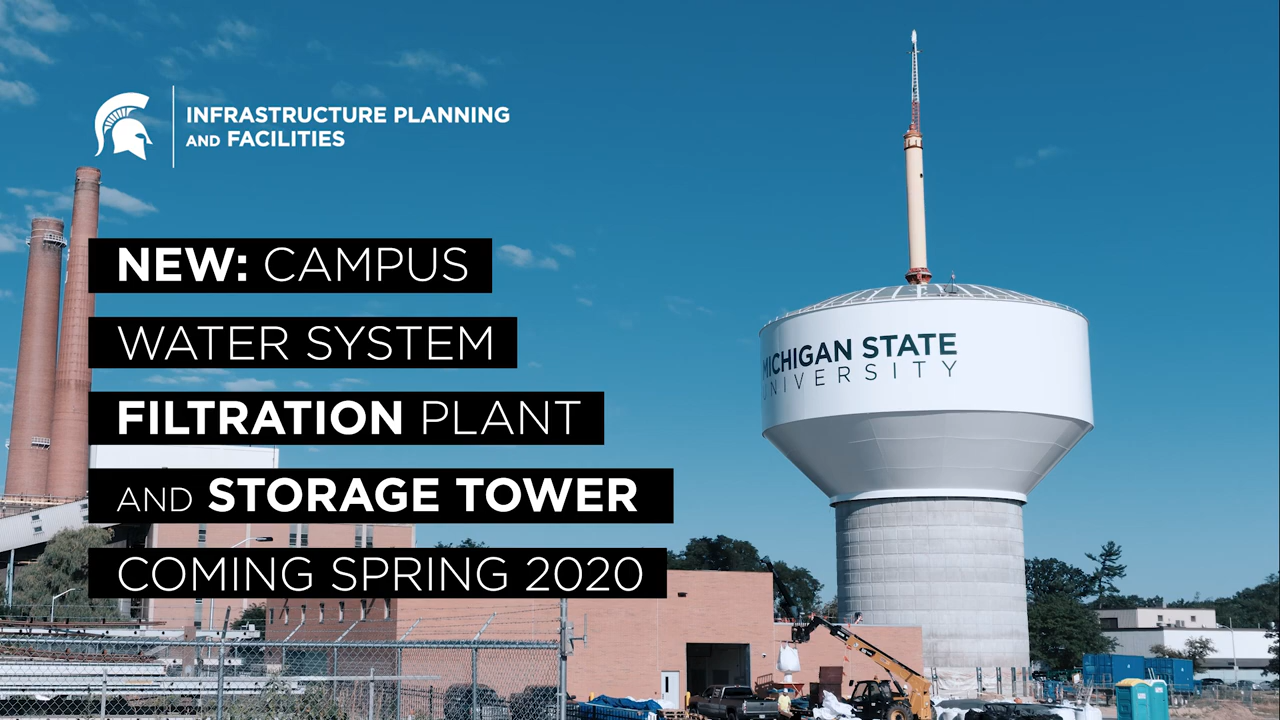 INFRASTRUCTURE PLANNING
AND FACILITIES
NEW: CAMPUS
WATER SYSTEM
FILTRATION PLANT
AND STORAGE TOWER
COMING SPRING 2020
MICHIGAN STATE
UNIVERSITY